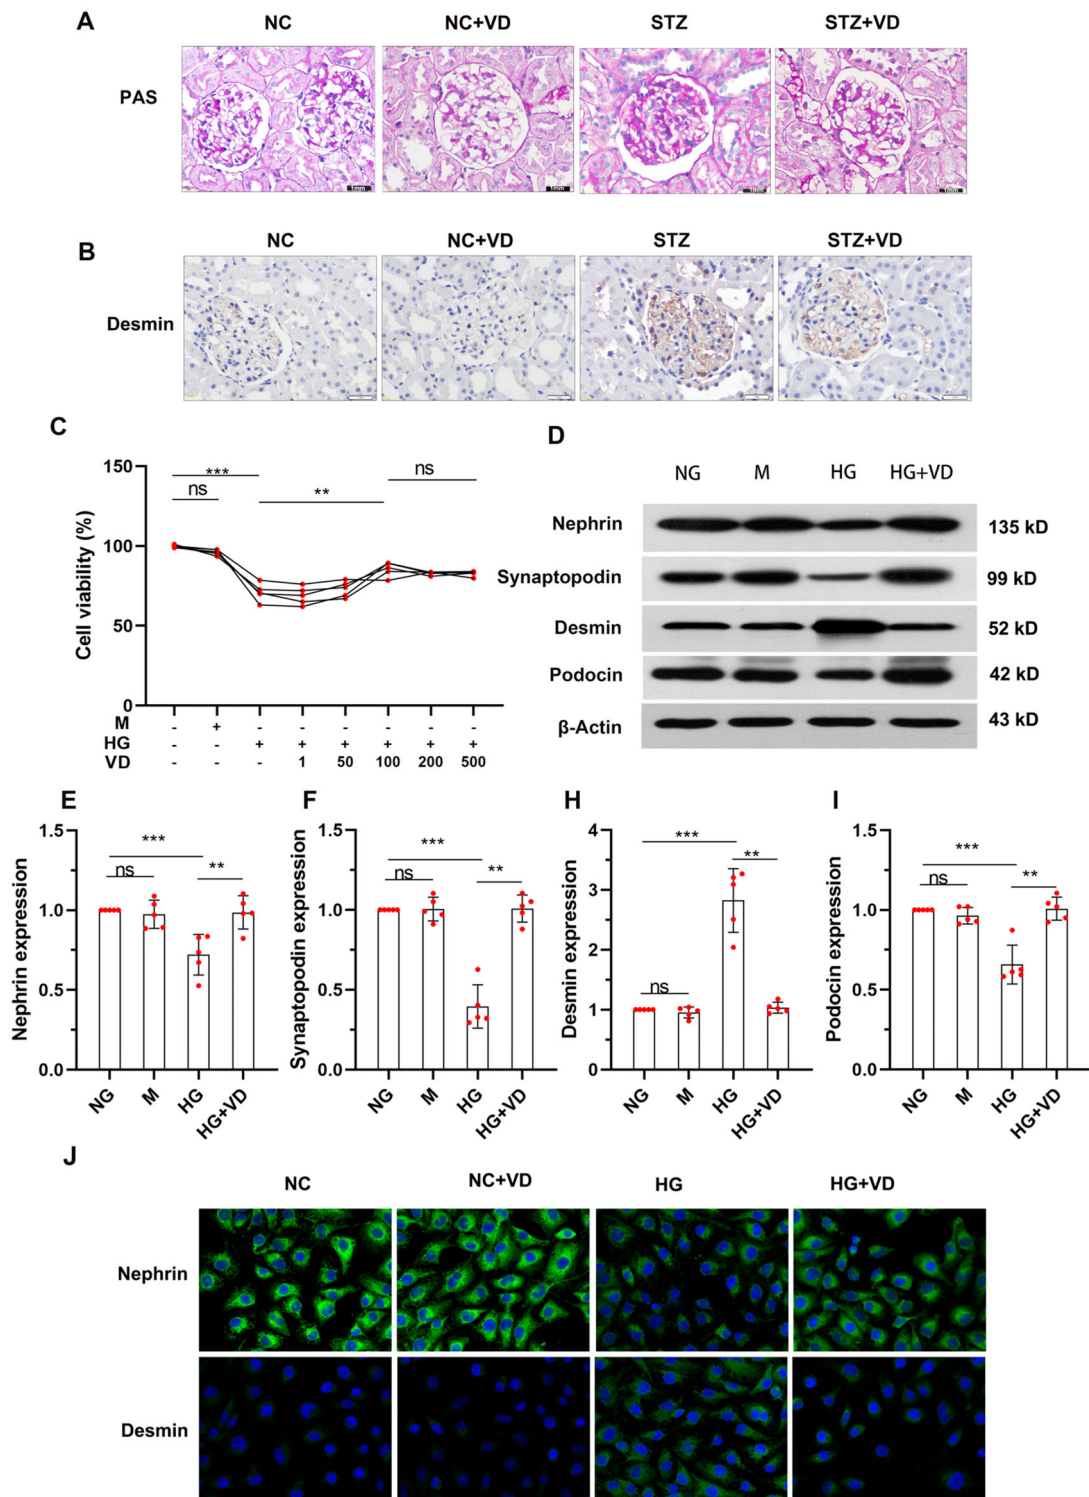 A NC NC+VD STZ STZ+VD
PAS
1mm 1mm 1mm 1mm
B NC NC+VD STZ STZ+VD
Desmin
C
Cell viability (%)
150
100
50
0
*** ns ** ns
M - + - - - - - -
HG - - + + + + + +
VD - - - 1 50 100 200 500
D
NG M HG HG+VD
Nephrin 135 kD
Synaptopodin 99 kD
Desmin 52 kD
Podocin 42 kD
β-Actin 43 kD
E
Nephrin expression
1.5
1.0
0.5
0.0
*** ns **
NG M HG HG+VD
F
Synaptopodin expression
1.5
1.0
0.5
0.0
*** ns **
NG M HG HG+VD
H
Desmin expression
4
3
2
1
0
*** ns **
NG M HG HG+VD
I
Podocin expression
1.5
1.0
0.5
0.0
*** ns **
NG M HG HG+VD
J
NC NC+VD HG HG+VD
Nephrin
Desmin